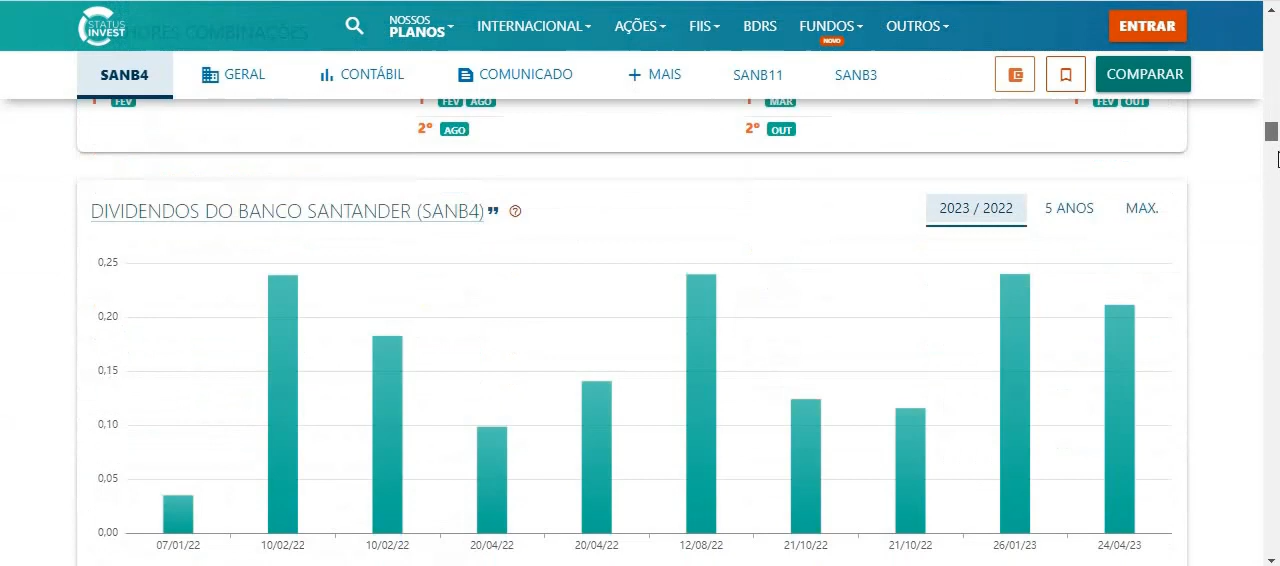 STATUS INVEST
NOSSOS PLANOS
INTERNACIONAL
AÇÕES
FIIS
BDRS
FUNDOS
NOVO
OUTROS
ENTRAR
HORES COMBINAÇÕES
SANB4
GERAL
CONTÁBIL
COMUNICADO
MAIS
SANB11
SANB3
COMPARAR
FEV
FEV AGO
MAR
FEV OUT
2º AGO
2º OUT
DIVIDENDOS DO BANCO SANTANDER (SANB4)
2023 / 2022
5 ANOS
MAX.
0,25
0,20
0,15
0,10
0,05
0,00
07/01/22
10/02/22
10/02/22
20/04/22
20/04/22
12/08/22
21/10/22
21/10/22
26/01/23
24/04/23